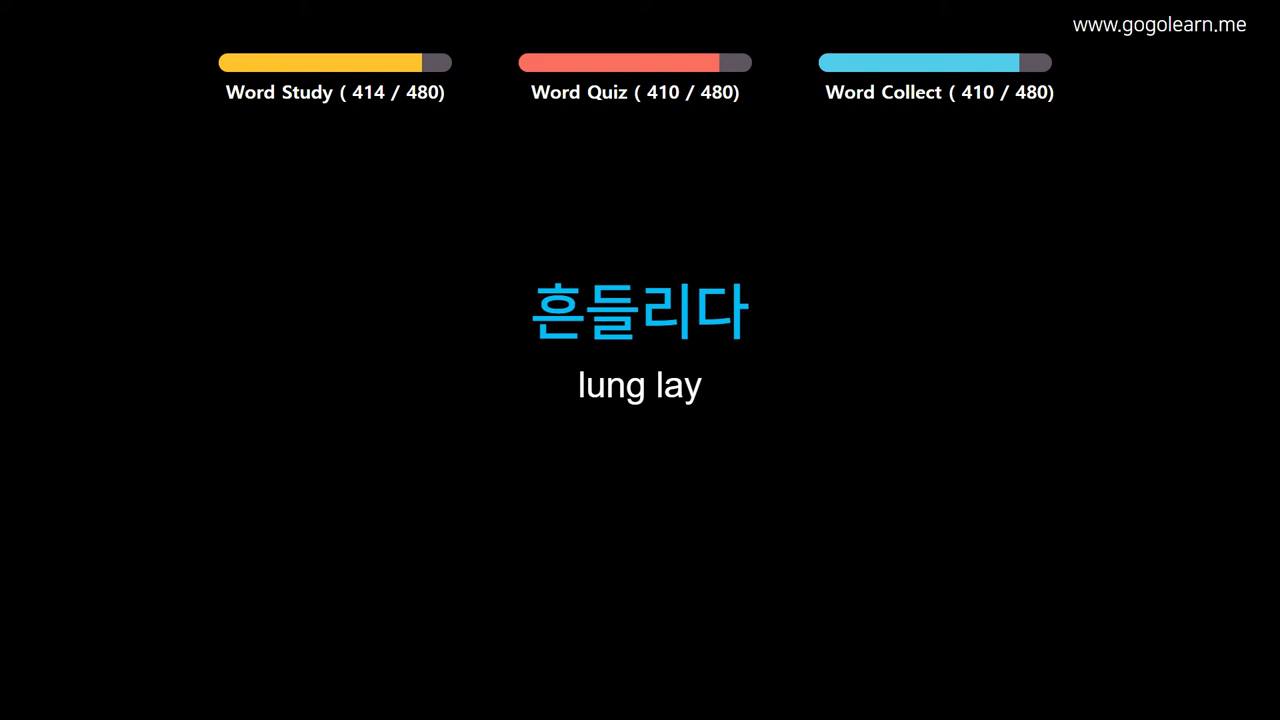 www.gogolearn.me
Word Study ( 414 / 480)
Word Quiz ( 410 / 480)
Word Collect ( 410 / 480)
흔들리다
lung lay